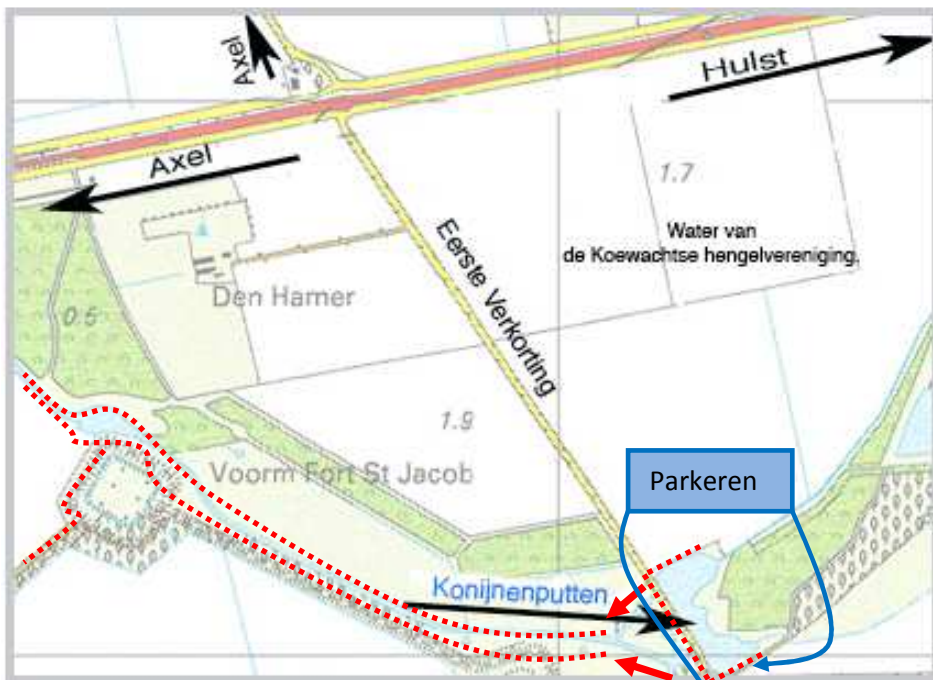 Axel
Hulst
Axel
1.7
Water van
de Koewachtse hengelvereniging.
Eerste Verkorting
Den Hamer
0.5
1.9
Voorm Fort St Jacob
Parkeren
Konijnenputten